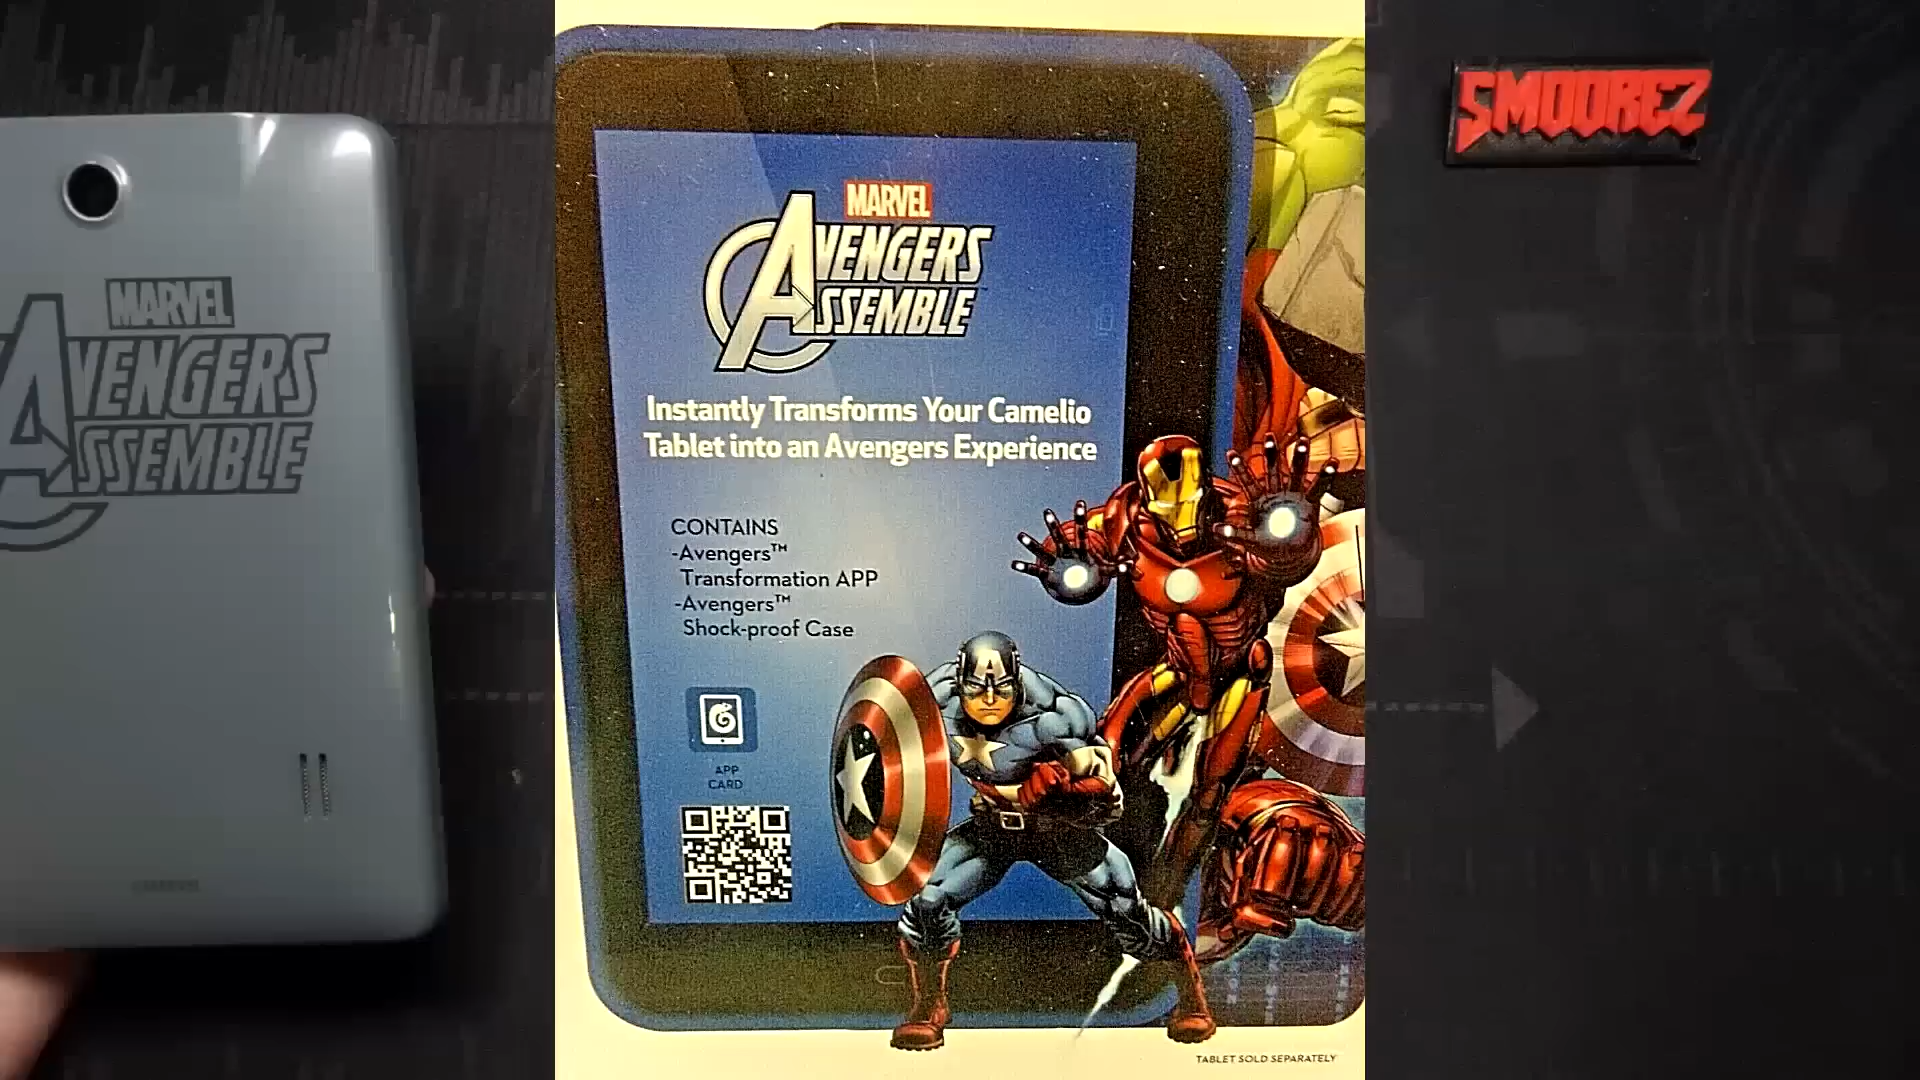 MARVEL
AVENGERS
ASSEMBLE
MARVEL
AVENGERS
ASSEMBLE
Instantly Transforms Your Camelio
Tablet into an Avengers Experience
CONTAINS
-Avengers™
Transformation APP
-Avengers™
Shock-proof Case
APP
CARD
TABLET SOLD SEPARATELY
SMOOREZ